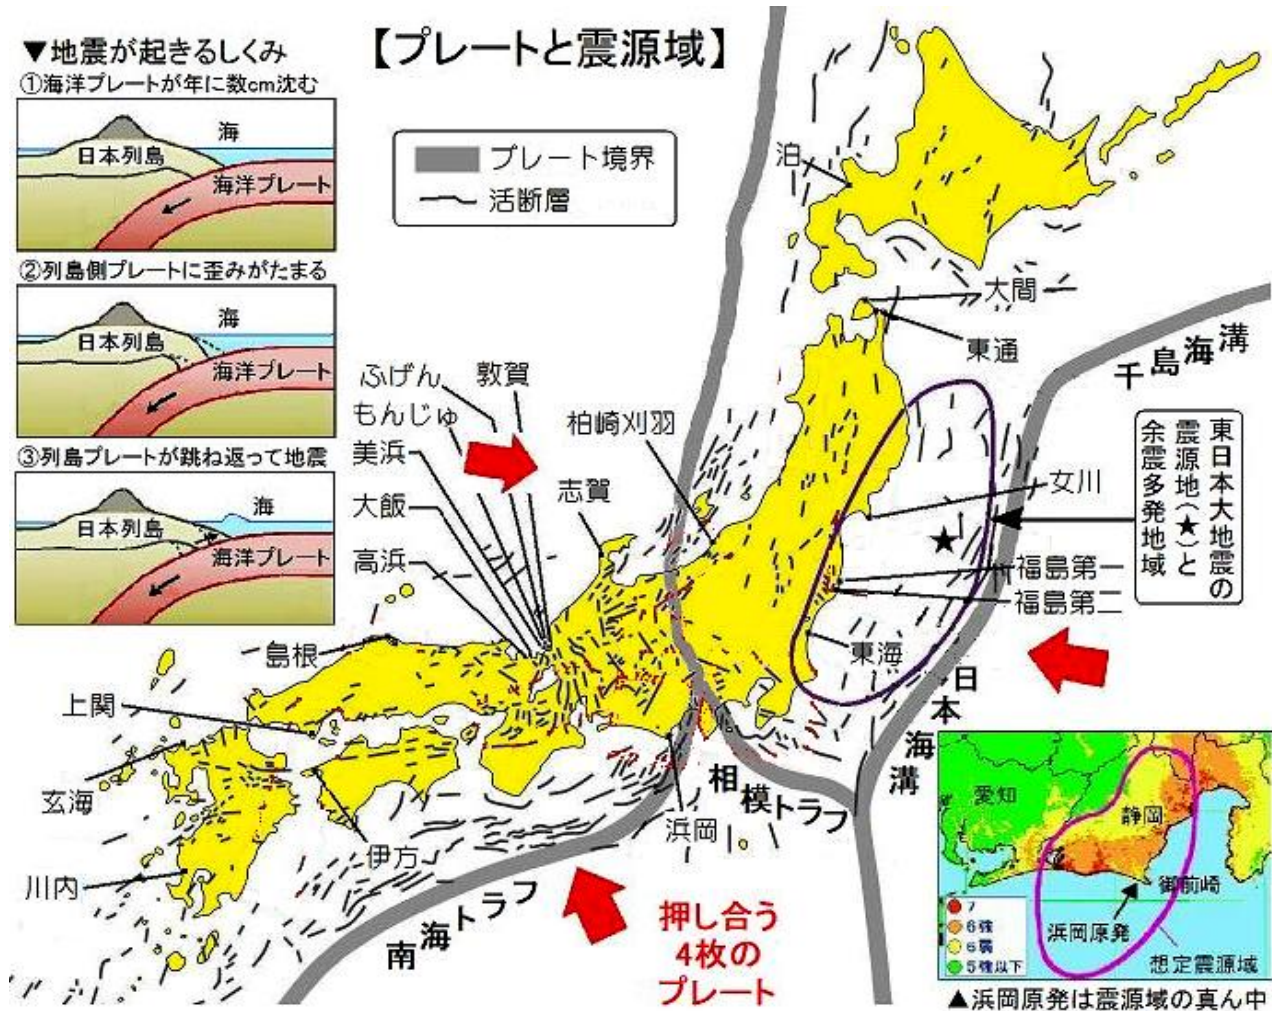 【プレートと震源域】
▼地震が起きるしくみ
①海洋プレートが年に数cm沈む
海
日本列島
海洋プレート
②列島側プレートに歪みがたまる
海
日本列島
海洋プレート
③列島プレートが跳ね返って地震
海
日本列島
海洋プレート
プレート境界
活断層
泊
大間
東通
千島海溝
ふげん
敦賀
もんじゅ
柏崎刈羽
美浜
志賀
大飯
高浜
女川
東日本大地震の
震源地(★)と
余震多発地域
★
福島第一
福島第二
東海
日本海溝
島根
上関
玄海
川内
伊方
浜岡
相模トラフ
南海トラフ
押し合う
4枚の
プレート
愛知
静岡
御前崎
浜岡原発
想定震源域
7
6強
6弱
5強以下
▲浜岡原発は震源域の真ん中